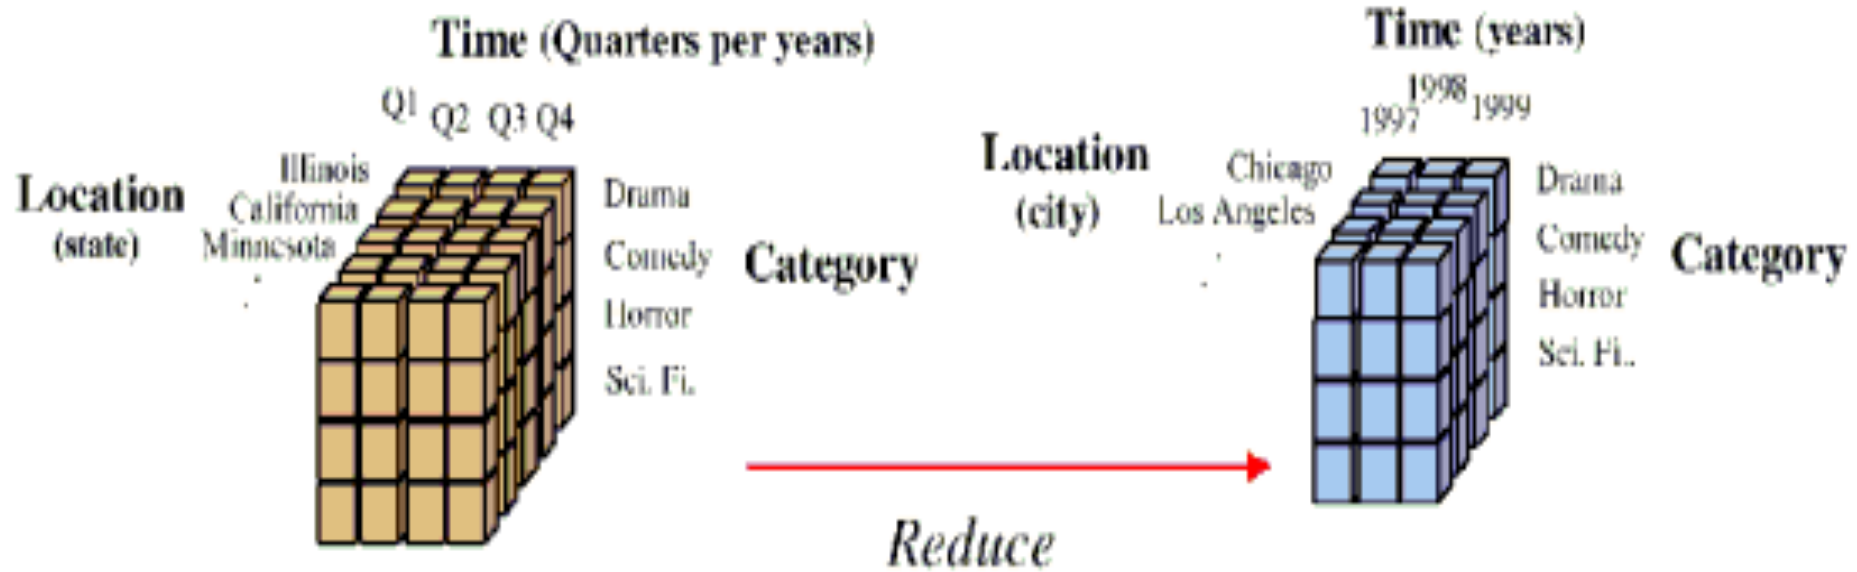 Time (Quarters per years)
Q1 Q2 Q3 Q4
Location
(state)
Illinois
California
Minnesota
Drama
Comedy
Horror
Sci. Fi.
Category
Reduce
Time (years)
1997 1998 1999
Location
(city)
Chicago
Los Angeles
Drama
Comedy
Horror
Sci. Fi..
Category